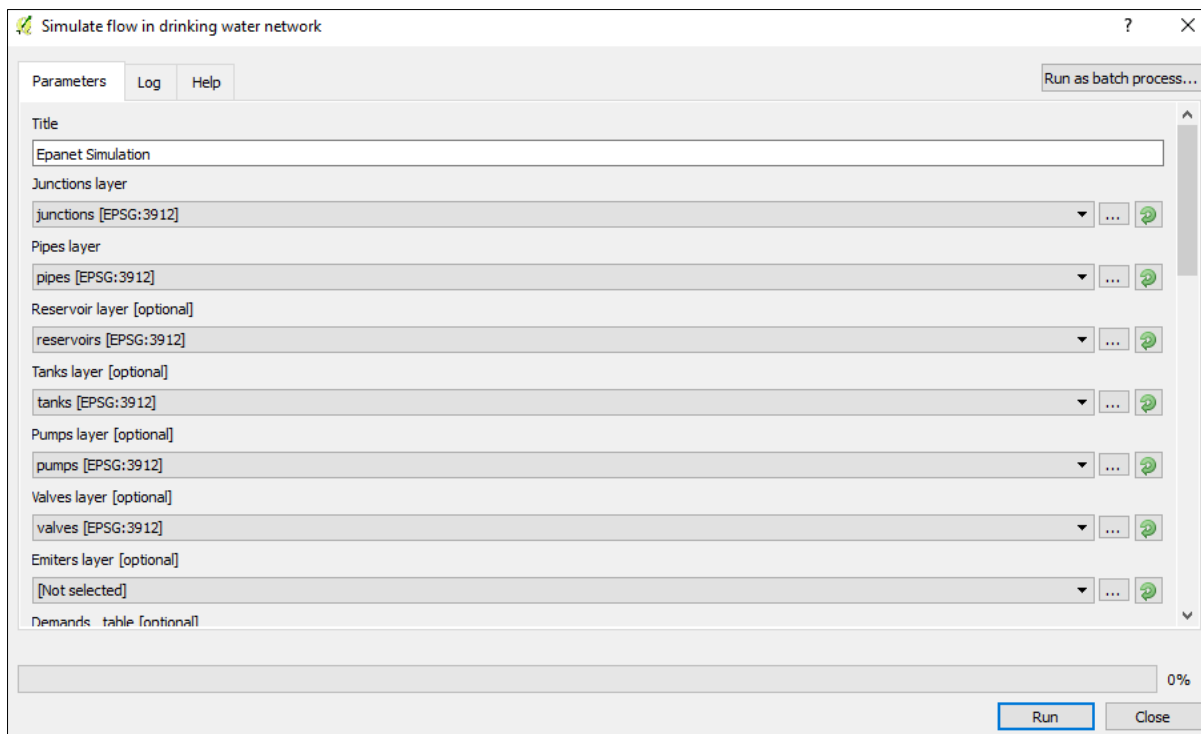 Simulate flow in drinking water network
?
Parameters
Log
Help
Run as batch process...
Title
Epanet Simulation
Junctions layer
junctions [EPSG:3912]
...
Pipes layer
pipes [EPSG:3912]
...
Reservoir layer [optional]
reservoirs [EPSG:3912]
...
Tanks layer [optional]
tanks [EPSG:3912]
...
Pumps layer [optional]
pumps [EPSG:3912]
...
Valves layer [optional]
valves [EPSG:3912]
...
Emiters layer [optional]
[Not selected]
...
Demands_ table [optional]
0%
Run
Close